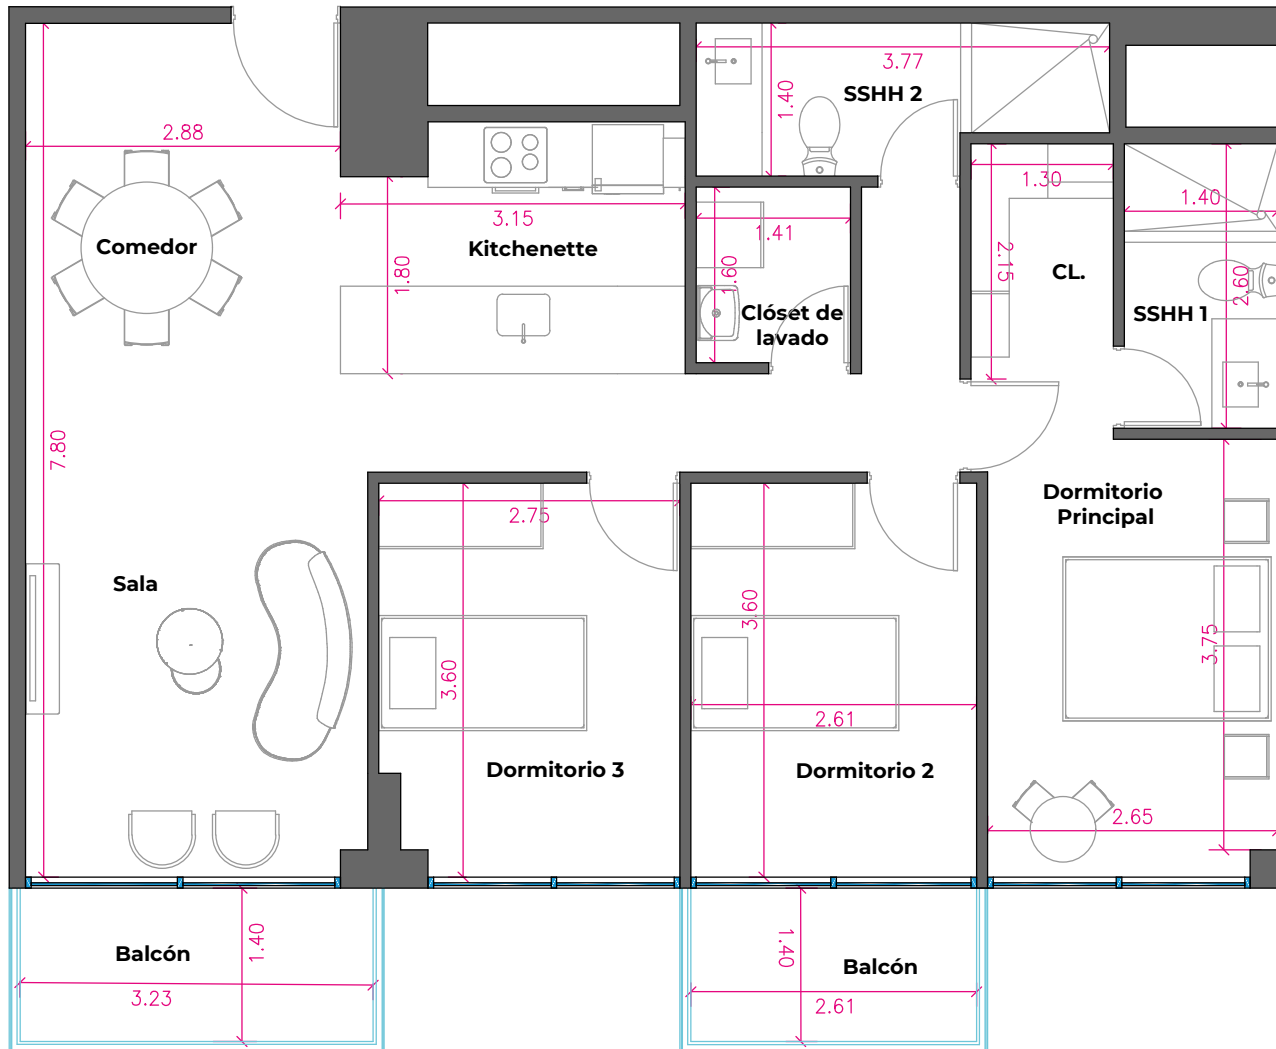 3.77
1.40
SSHH 2
2.88
3.15
1.30
1.40
1.41
Comedor
Kitchenette
1.80
1.60
2.15
CL.
2.60
Clóset de
lavado
SSHH 1
7.80
2.75
Dormitorio
Principal
Sala
3.60
3.60
3.75
2.61
Dormitorio 3
Dormitorio 2
2.65
Balcón
1.40
3.23
1.40
Balcón
2.61